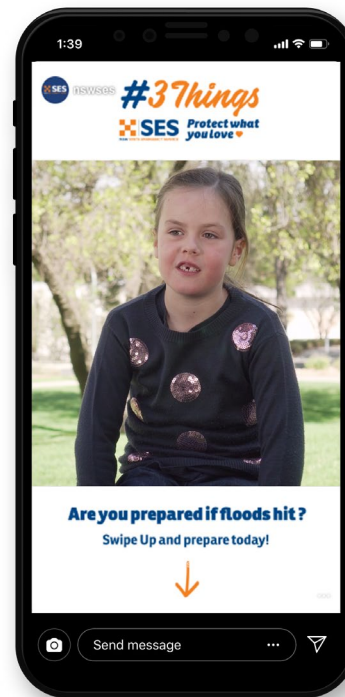 1:39
SES nswses
#3Things
SES Protect what
you love
NSW STATE EMERGENCY SERVICE
Are you prepared if floods hit ?
Swipe Up and prepare today!
Send message